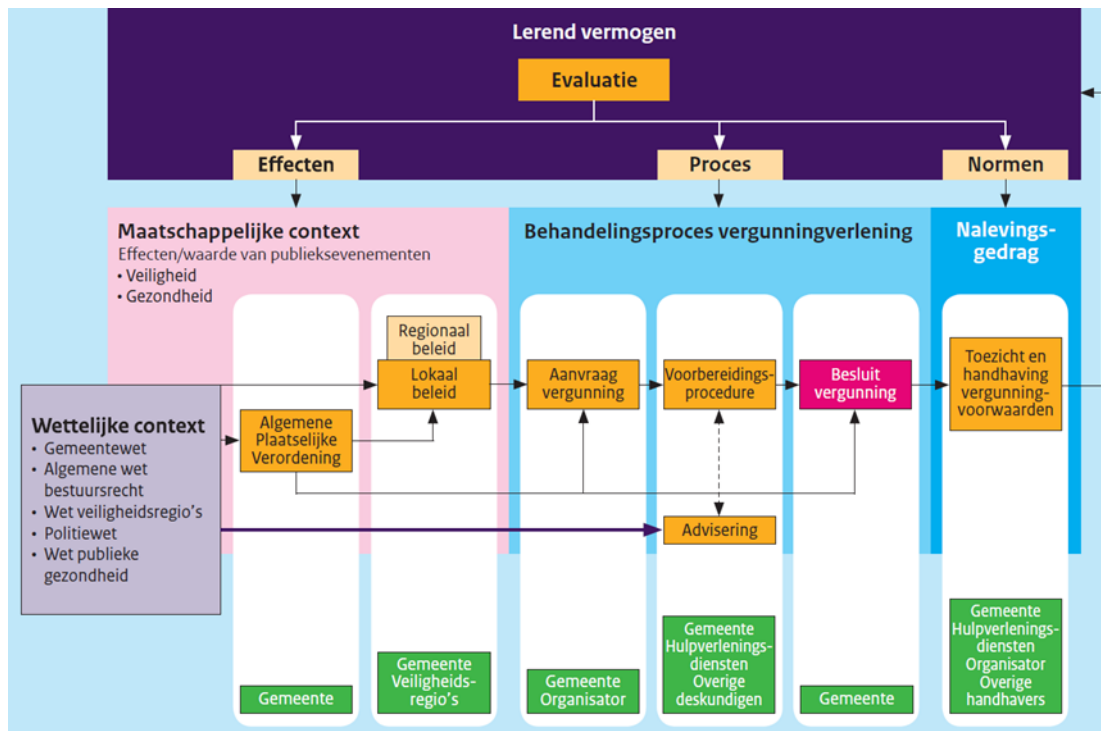 Lerend vermogen
Evaluatie
Effecten
Proces
Normen
Maatschappelijke context
Effecten/waarde van publieksevenementen
• Veiligheid
• Gezondheid
Behandelingsproces vergunningverlening
Nalevings-
gedrag
Regionaal
beleid
Lokaal
beleid
Aanvraag
vergunning
Voorbereidings-
procedure
Besluit
vergunning
Toezicht en
handhaving
vergunning-
voorwaarden
Wettelijke context
• Gemeentewet
• Algemene wet
bestuursrecht
• Wet veiligheidsregio's
• Politiewet
• Wet publieke
gezondheid
Algemene
Plaatselijke
Verordening
Advisering
Gemeente
Gemeente
Veiligheids-
regio's
Gemeente
Organisator
Gemeente
Hulpverlenings-
diensten
Overige
deskundigen
Gemeente
Gemeente
Hulpverlenings-
diensten
Organisator
Overige
handhavers